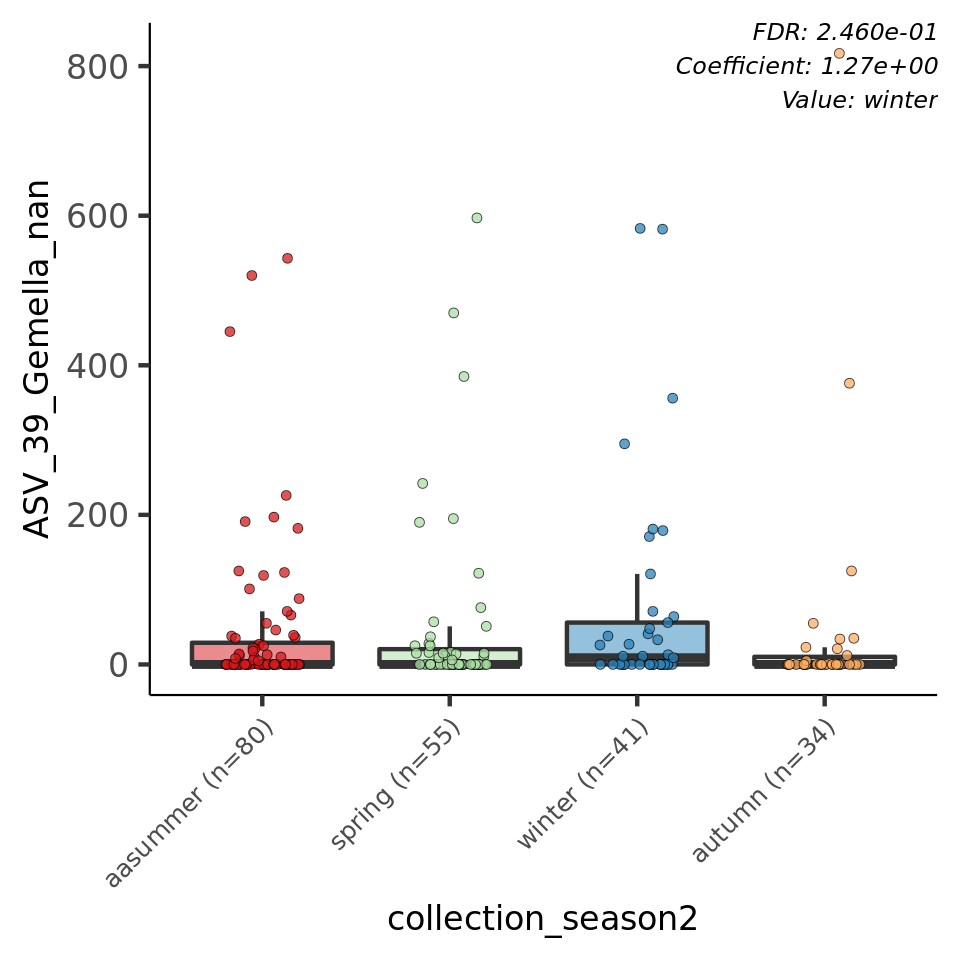 FDR: 2.460e-01
Coefficient: 1.27e+00
Value: winter
ASV_39_Gemella_nan
800
600
400
200
0
aasummer (n=80)
spring (n=55)
winter (n=41)
autumn (n=34)
collection_season2